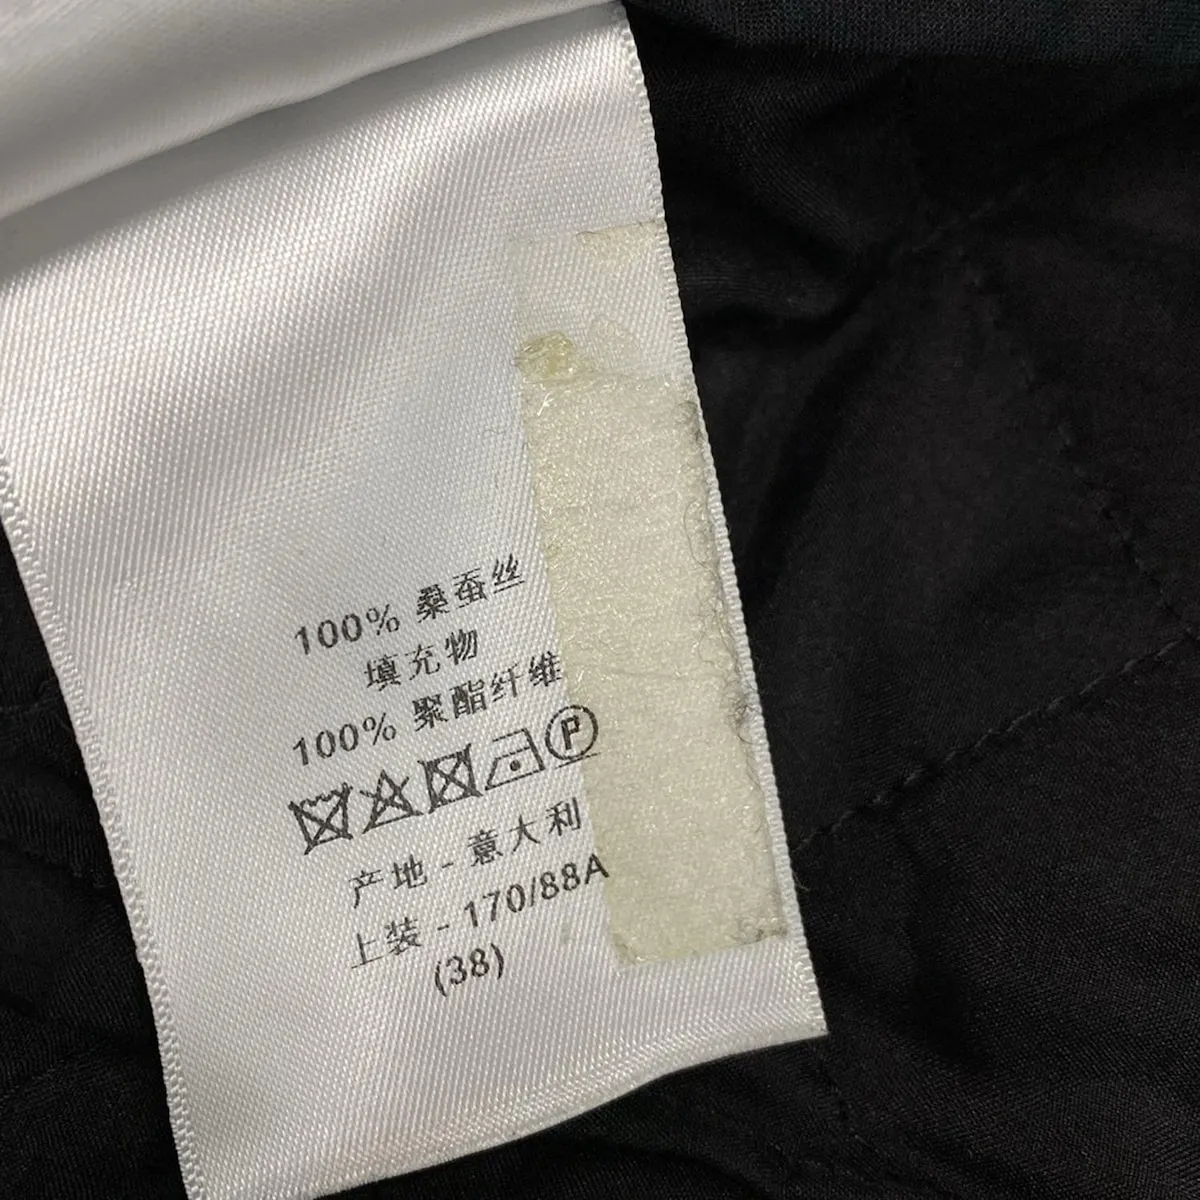 100% 桑蚕丝
填充物
100% 聚酯纤维
P
产地 - 意大利
上装 - 170/88A
(38)